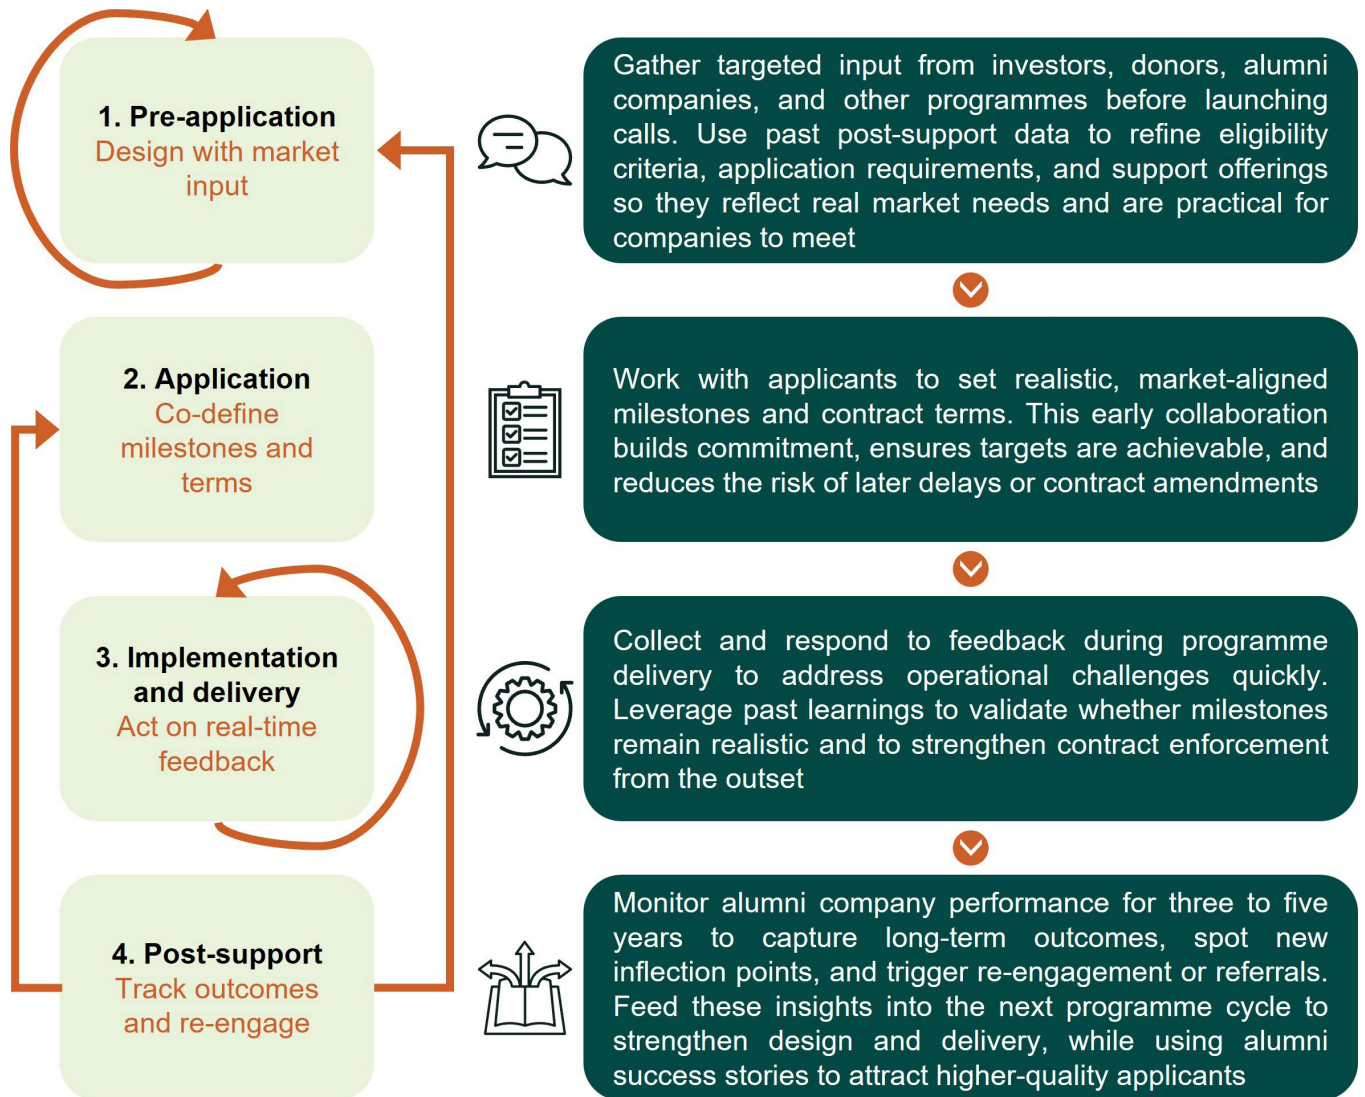 1. Pre-application
Design with market
input
Gather targeted input from investors, donors, alumni
companies, and other programmes before launching
calls. Use past post-support data to refine eligibility
criteria, application requirements, and support offerings
so they reflect real market needs and are practical for
companies to meet
2. Application
Co-define
milestones and
terms
Work with applicants to set realistic, market-aligned
milestones and contract terms. This early collaboration
builds commitment, ensures targets are achievable, and
reduces the risk of later delays or contract amendments
3. Implementation
and delivery
Act on real-time
feedback
Collect and respond to feedback during programme
delivery to address operational challenges quickly.
Leverage past learnings to validate whether milestones
remain realistic and to strengthen contract enforcement
from the outset
4. Post-support
Track outcomes
and re-engage
Monitor alumni company performance for three to five
years to capture long-term outcomes, spot new
inflection points, and trigger re-engagement or referrals.
Feed these insights into the next programme cycle to
strengthen design and delivery, while using alumni
success stories to attract higher-quality applicants